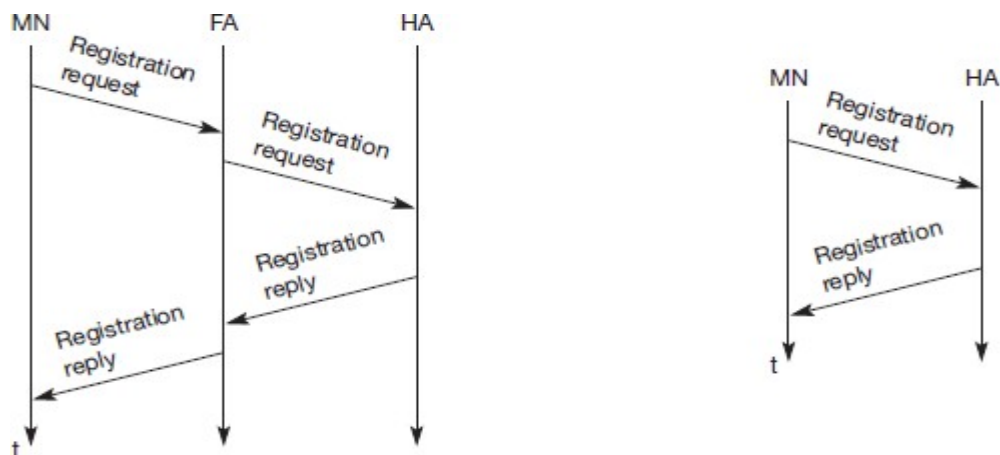 MN FA HA
Registration
request
Registration
request
Registration
reply
Registration
reply
t
MN HA
Registration
request
Registration
reply
t